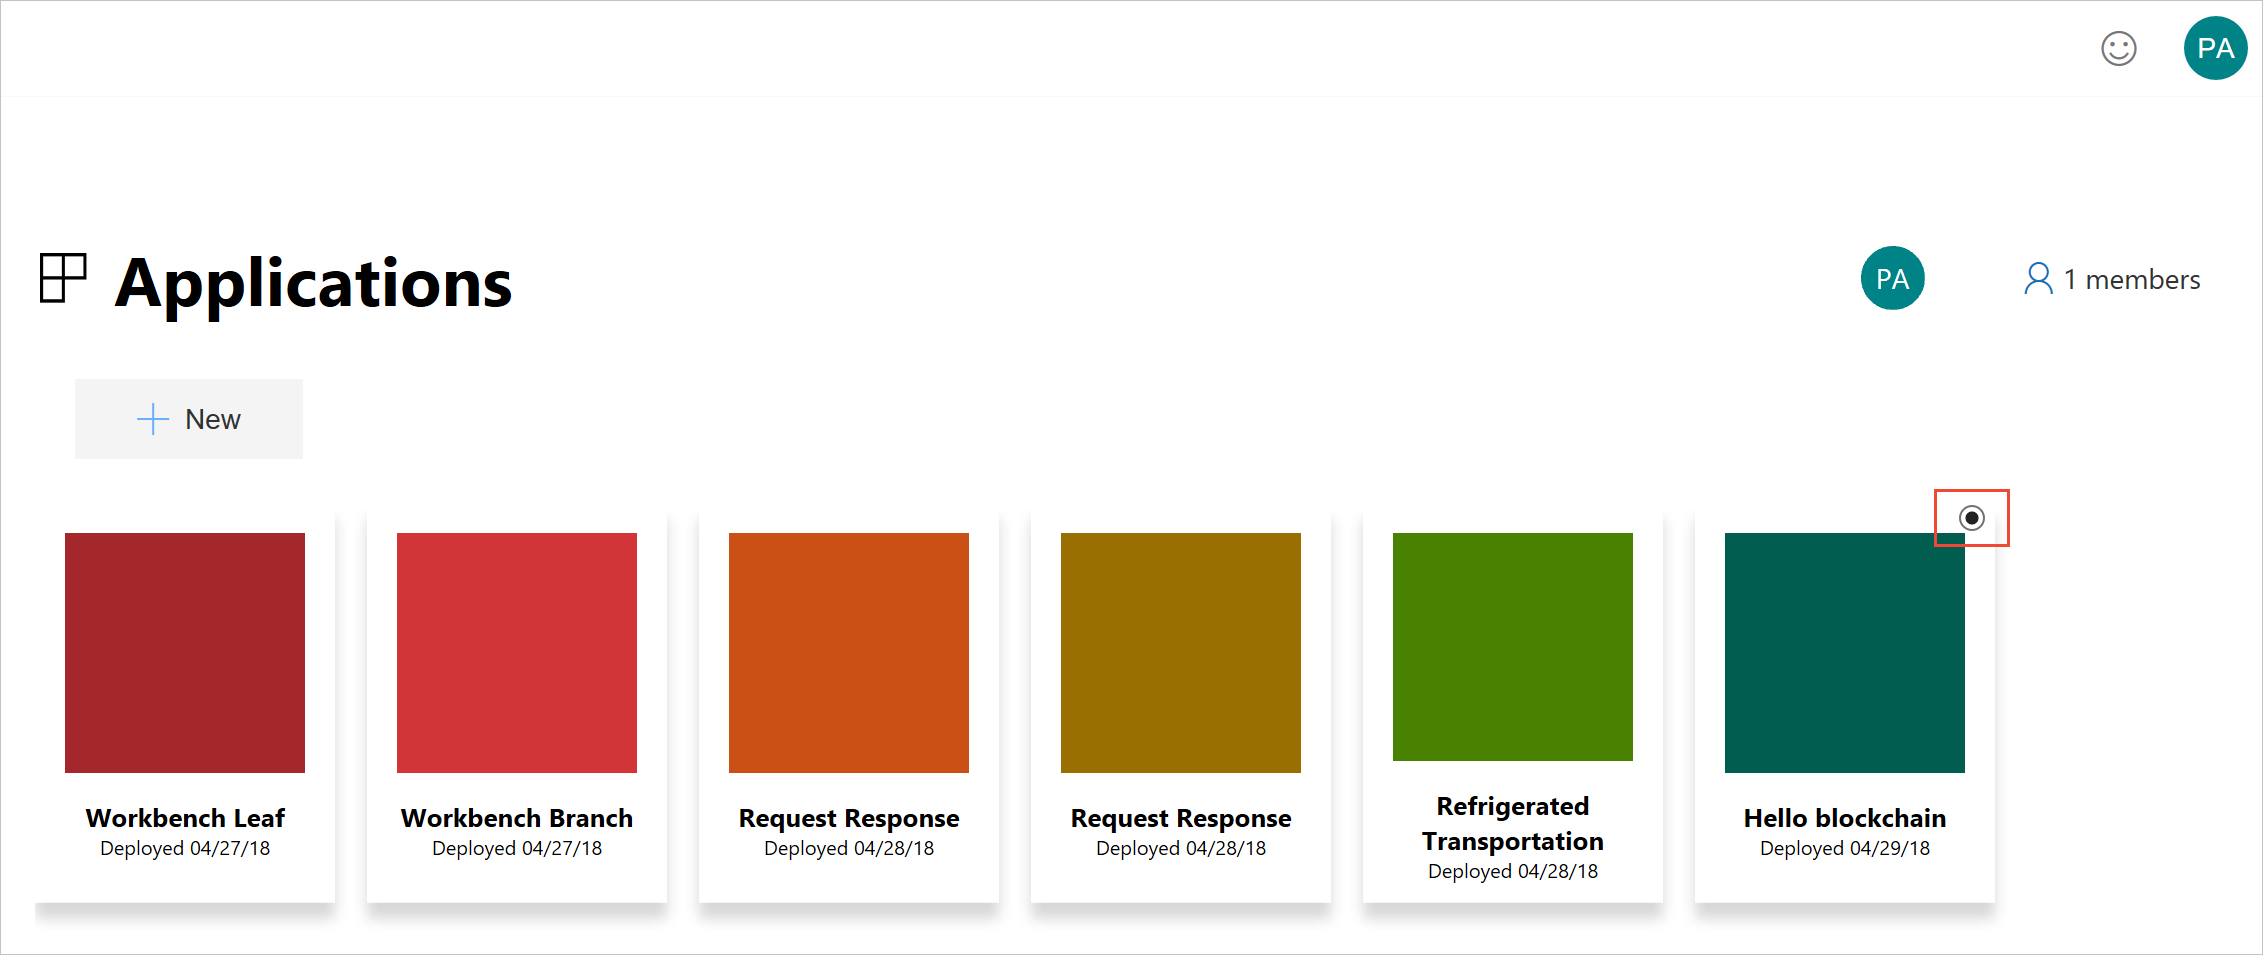 PA
Applications
PA
1 members
New
Workbench Leaf
Deployed 04/27/18
Workbench Branch
Deployed 04/27/18
Request Response
Deployed 04/28/18
Request Response
Deployed 04/28/18
Refrigerated
Transportation
Deployed 04/28/18
Hello blockchain
Deployed 04/29/18